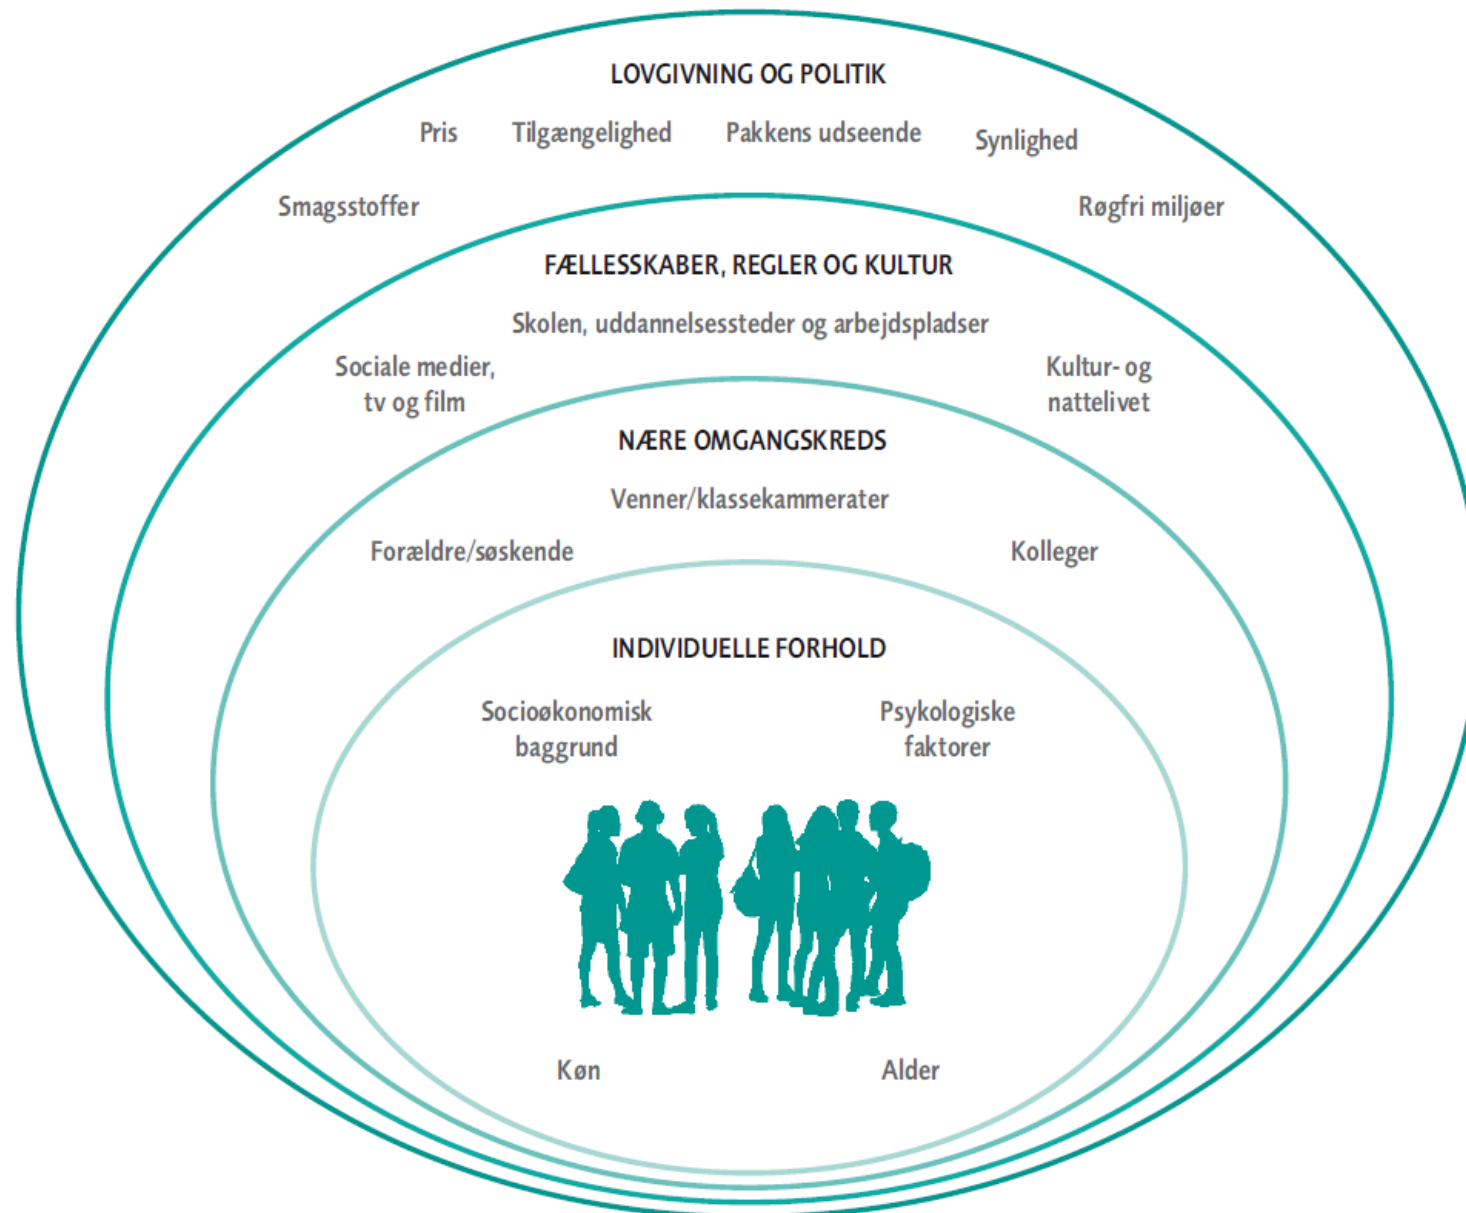 LOVGIVNING OG POLITIK
Pris Tilgængelighed Pakkens udseende Synlighed
Smagsstoffer Røgfri miljøer
FÆLLESSKABER, REGLER OG KULTUR
Skolen, uddannelsessteder og arbejdspladser
Sociale medier,
tv og film
Kultur- og
nattelivet
NÆRE OMGANGSKREDS
Venner/klassekammerater
Forældre/søskende Kolleger
INDIVIDUELLE FORHOLD
Socioøkonomisk
baggrund
Psykologiske
faktorer
Køn Alder